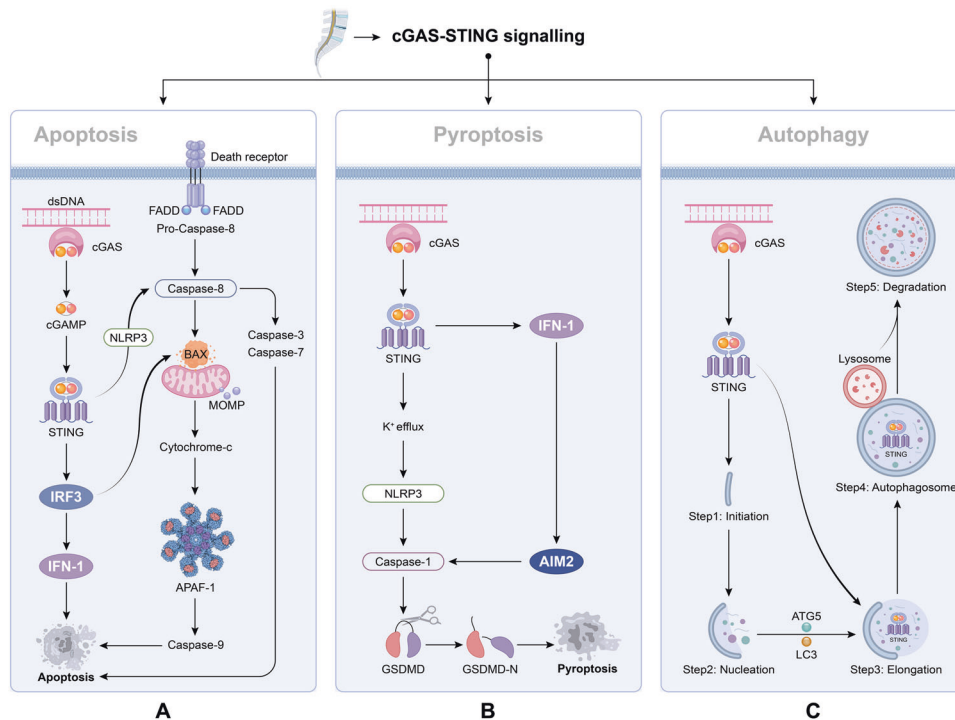 cGAS-STING signalling
Apoptosis
Death receptor
dsDNA
FADD
FADD
Pro-Caspase-8
cGAS
Caspase-8
cGAMP
NLRP3
Caspase-3
Caspase-7
BAX
MOMP
STING
Cytochrome-c
IRF3
IFN-1
APAF-1
Caspase-9
Apoptosis
A
Pyroptosis
cGAS
IFN-1
STING
K+ efflux
NLRP3
Caspase-1
AIM2
GSDMD
GSDMD-N
Pyroptosis
B
Autophagy
cGAS
Step5: Degradation
Lysosome
STING
STING
Step4: Autophagosome
Step1: Initiation
ATG5
LC3
STING
Step2: Nucleation
Step3: Elongation
C